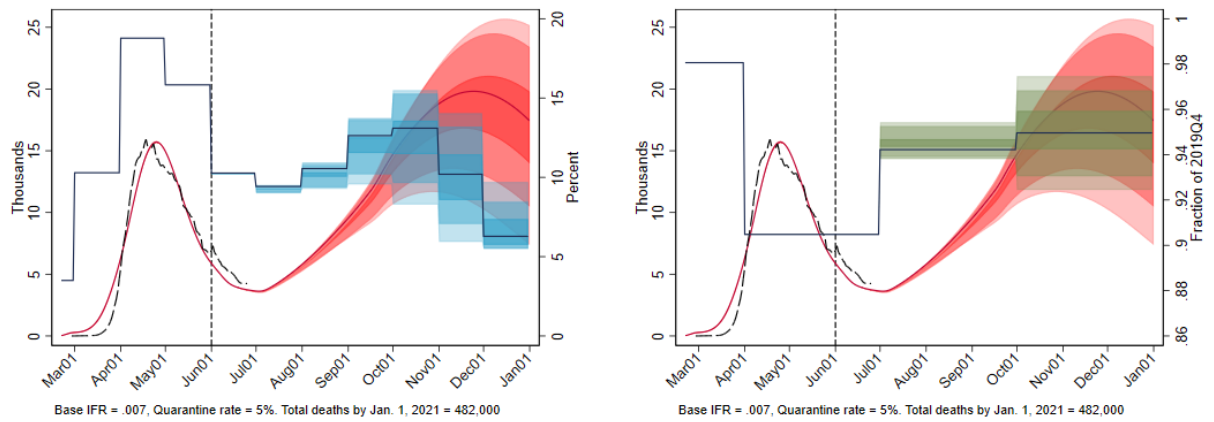 25
20
15
10
5
0
Thousands
20
15
10
5
0
Percent
Mar01
Apr01
May01
Jun01
Jul01
Aug01
Sep01
Oct01
Nov01
Dec01
Jan01
Base IFR = .007, Quarantine rate = 5%. Total deaths by Jan. 1, 2021 = 482,000
25
20
15
10
5
0
Thousands
1
.98
.96
.94
.92
.9
.88
.86
Fraction of 2019Q4
Mar01
Apr01
May01
Jun01
Jul01
Aug01
Sep01
Oct01
Nov01
Dec01
Jan01
Base IFR = .007, Quarantine rate = 5%. Total deaths by Jan. 1, 2021 = 482,000